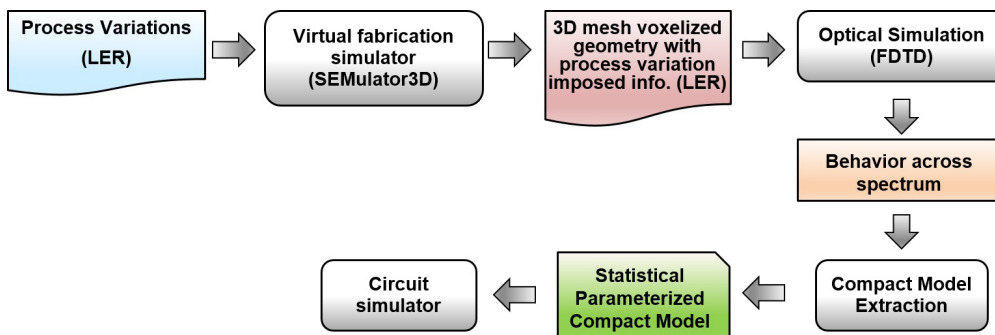 Process Variations
(LER)
Virtual fabrication
simulator
(SEMulator3D)
3D mesh voxelized
geometry with
process variation
imposed info. (LER)
Optical Simulation
(FDTD)
Behavior across
spectrum
Compact Model
Extraction
Statistical
Parameterized
Compact Model
Circuit
simulator